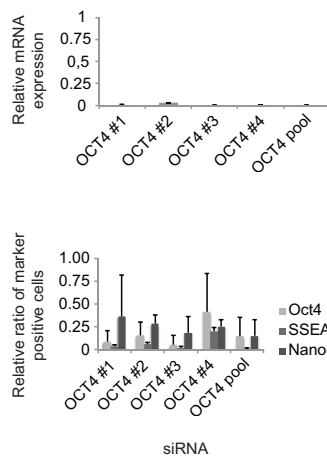 Relative mRNA
expression
1
0.75
0,5
0.25
0
OCT4 #1
OCT4 #2
OCT4 #3
OCT4 #4
OCT4 pool
Relative ratio of marker
positive cells
1.00
0.75
0.50
0.25
0.00
OCT4 #1
OCT4 #2
OCT4 #3
OCT4 #4
OCT4 pool
Oct4
SSEA
Nano
siRNA